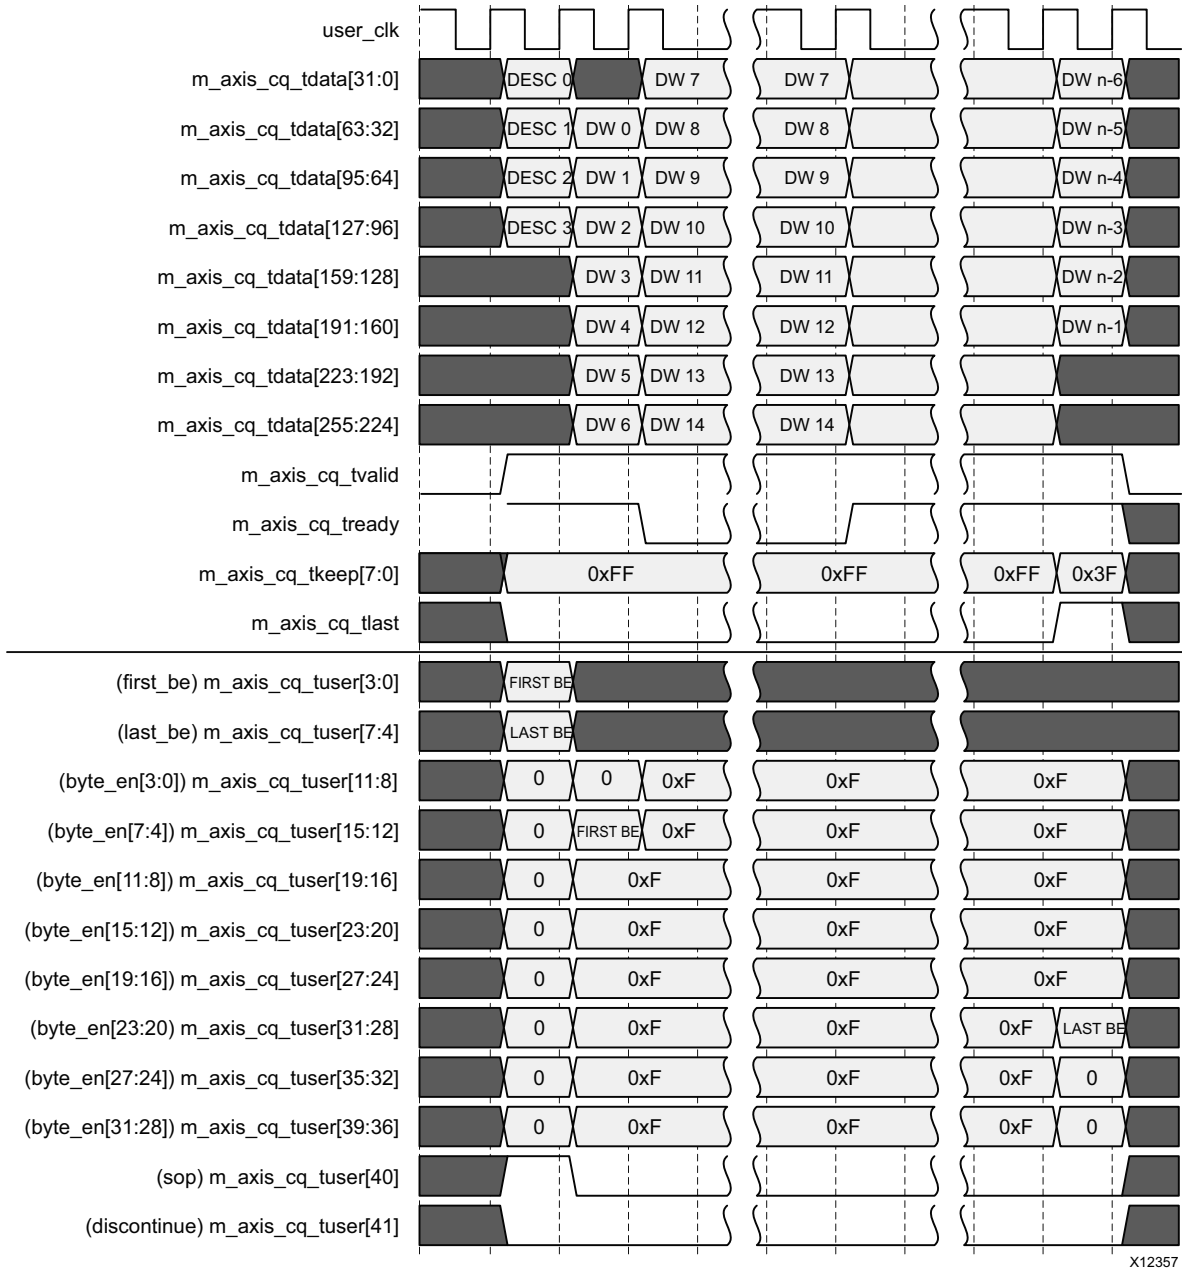 user_clk
m_axis_cq_tdata[31:0] DESC 0 DW 7 DW 7 DW n-6
m_axis_cq_tdata[63:32] DESC 1 DW 0 DW 8 DW 8 DW n-5
m_axis_cq_tdata[95:64] DESC 2 DW 1 DW 9 DW 9 DW n-4
m_axis_cq_tdata[127:96] DESC 3 DW 2 DW 10 DW 10 DW n-3
m_axis_cq_tdata[159:128] DW 3 DW 11 DW 11 DW n-2
m_axis_cq_tdata[191:160] DW 4 DW 12 DW 12 DW n-1
m_axis_cq_tdata[223:192] DW 5 DW 13 DW 13
m_axis_cq_tdata[255:224] DW 6 DW 14 DW 14
m_axis_cq_tvalid
m_axis_cq_tready
m_axis_cq_tkeep[7:0] 0xFF 0xFF 0xFF 0x3F
m_axis_cq_tlast
(first_be) m_axis_cq_tuser[3:0] FIRST BE
(last_be) m_axis_cq_tuser[7:4] LAST BE
(byte_en[3:0]) m_axis_cq_tuser[11:8] 0 0 0xF 0xF 0xF
(byte_en[7:4]) m_axis_cq_tuser[15:12] 0 FIRST BE 0xF 0xF 0xF
(byte_en[11:8]) m_axis_cq_tuser[19:16] 0 0xF 0xF 0xF
(byte_en[15:12]) m_axis_cq_tuser[23:20] 0 0xF 0xF 0xF
(byte_en[19:16]) m_axis_cq_tuser[27:24] 0 0xF 0xF 0xF
(byte_en[23:20) m_axis_cq_tuser[31:28] 0 0xF 0xF 0xF LAST BE
(byte_en[27:24]) m_axis_cq_tuser[35:32] 0 0xF 0xF 0xF 0
(byte_en[31:28]) m_axis_cq_tuser[39:36] 0 0xF 0xF 0xF 0
(sop) m_axis_cq_tuser[40]
(discontinue) m_axis_cq_tuser[41]
X12357